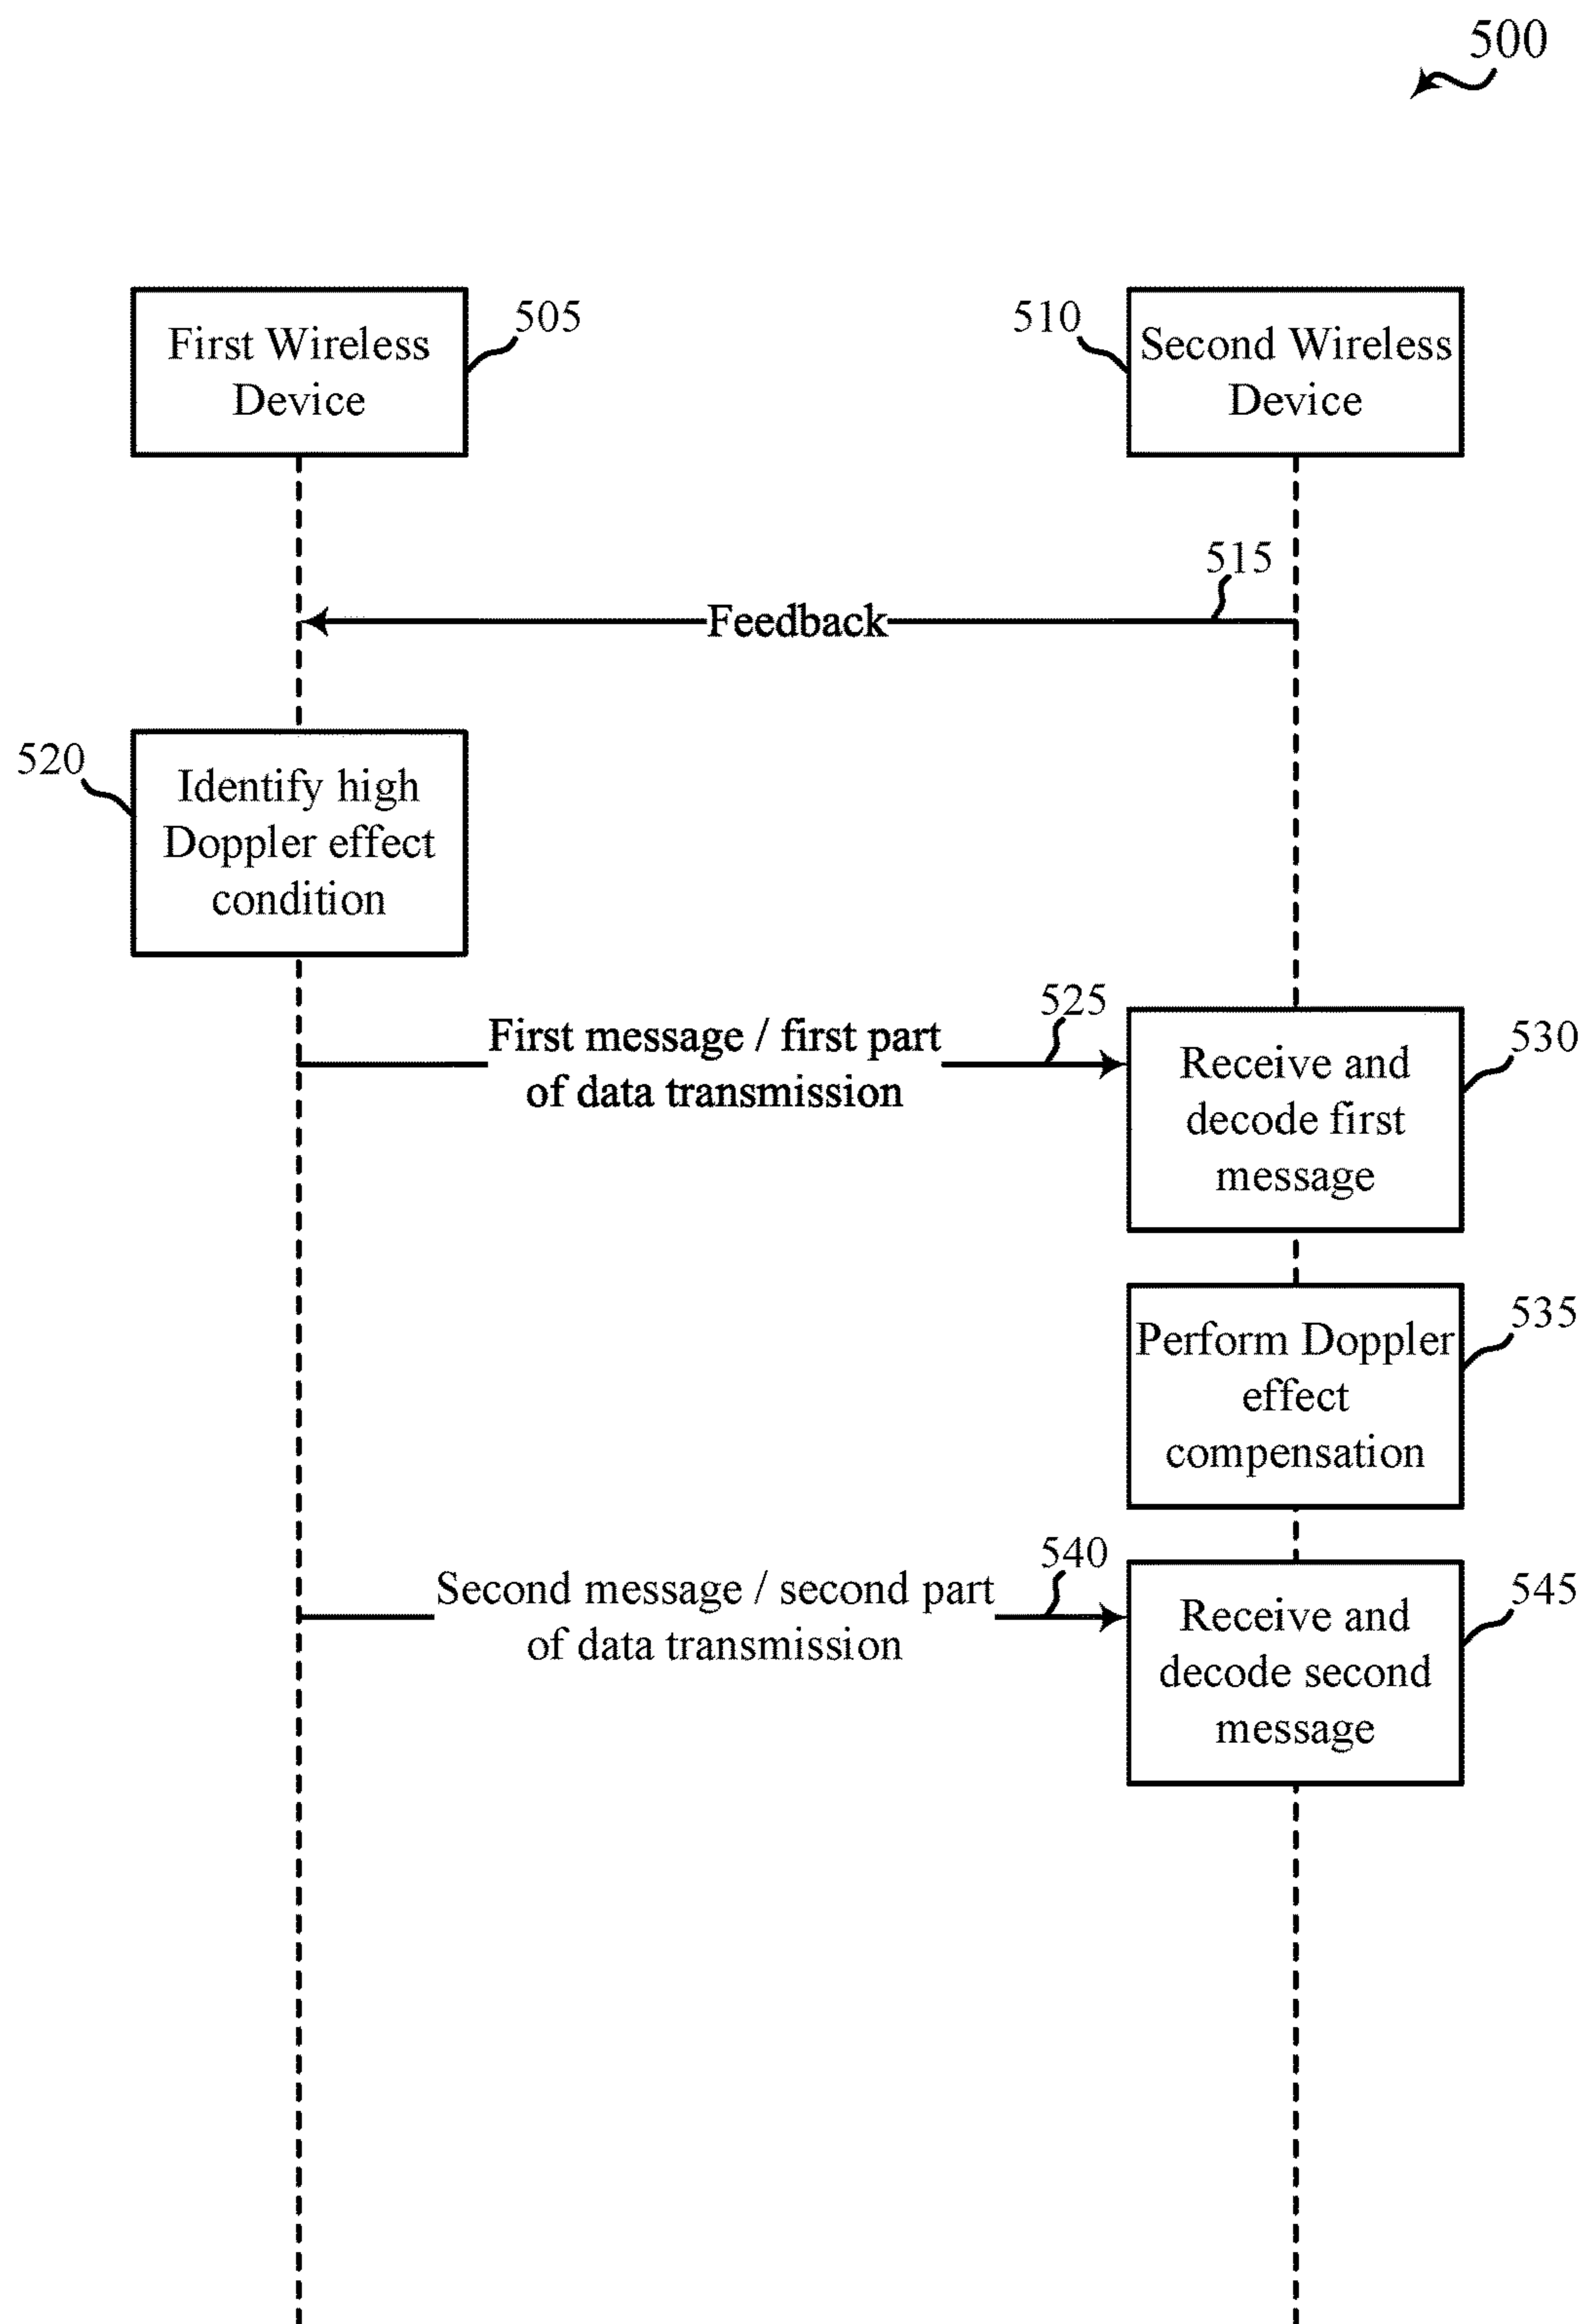 500
First Wireless
Device
505
510
Second Wireless
Device
515
Feedback
520
Identify high
Doppler effect
condition
525
First message / first part
of data transmission
530
Receive and
decode first
message
535
Perform Doppler
effect
compensation
540
Second message / second part
of data transmission
545
Receive and
decode second
message